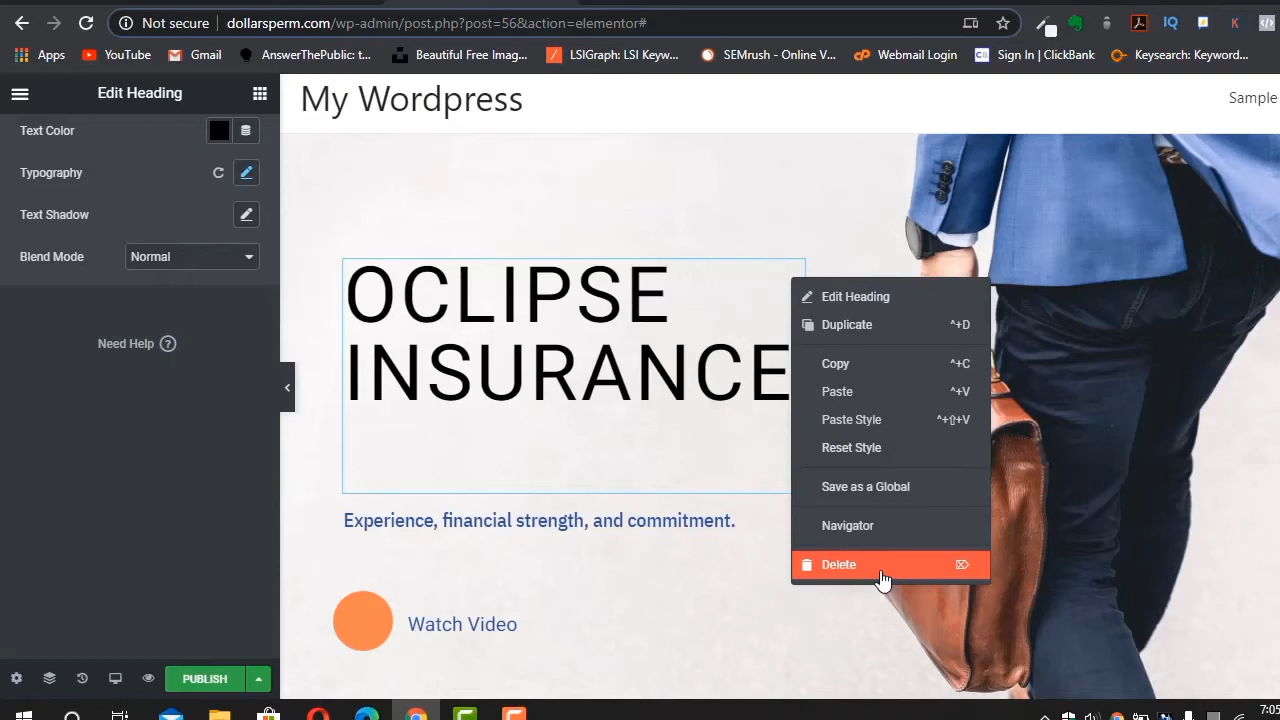 Not secure
dollarsperm.com/wp-admin/post.php?post=56&action=elementor#
Apps
YouTube
Gmail
AnswerThePublic: t...
Beautiful Free Imag...
LSIGraph: LSI Keyw...
SEMrush - Online V...
Webmail Login
Sign In | ClickBank
Keysearch: Keyword...
Edit Heading
My Wordpress
Sample
Text Color
Typography
Text Shadow
Blend Mode
Normal
Need Help ?
OCLIPSE
INSURANCE
Experience, financial strength, and commitment.
Watch Video
Edit Heading
Duplicate ^+D
Copy ^+C
Paste ^+V
Paste Style ^+⇧+V
Reset Style
Save as a Global
Navigator
Delete
PUBLISH
7:05